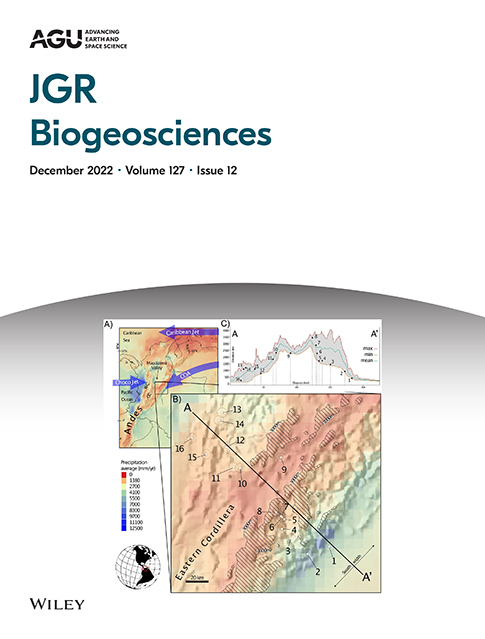 AGU ADVANCING
EARTH AND
SPACE SCIENCE
JGR
Biogeosciences
December 2022 · Volume 127 · Issue 12
A)
Caribbean
Sea
Caribbean Jet
Magdalena
Valley
Choco Jet
Pacific
Ocean
Andes
C)
A
A'
max
min
mean
Precipitation
average (mm/yr)
0
1380
2700
4100
5500
7000
8300
9700
11100
12500
B)
A
13
14
12
16
15
11
10
9
8
7
6
5
4
3
2
1
Eastern Cordillera
20 km
A'
WILEY